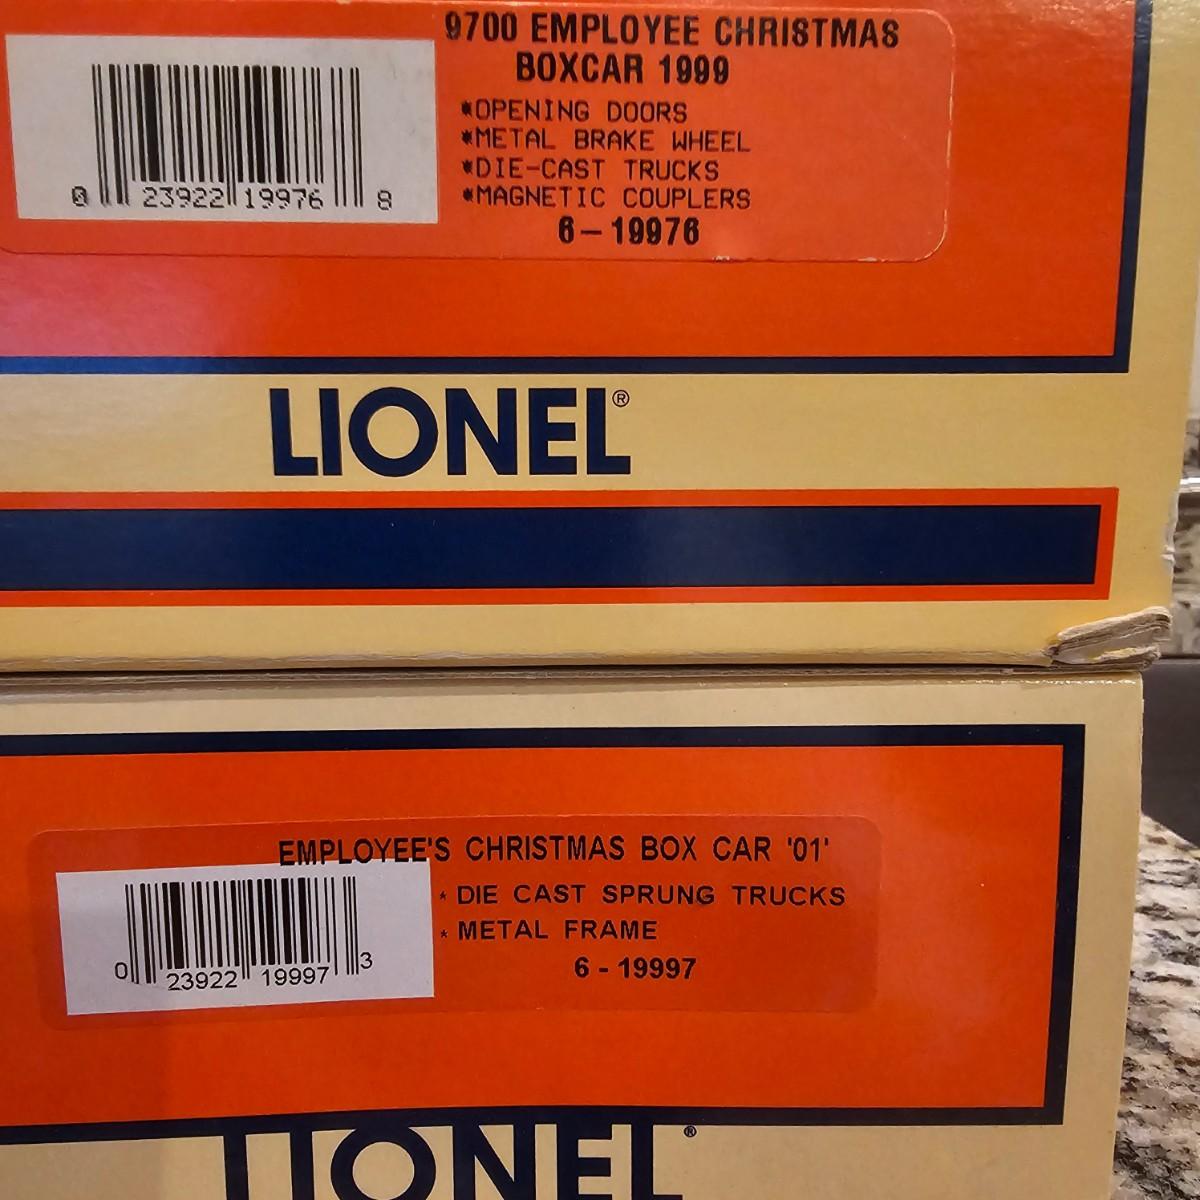 9700 EMPLOYEE CHRISTMAS
BOXCAR 1999
*OPENING DOORS
*METAL BRAKE WHEEL
*DIE-CAST TRUCKS
*MAGNETIC COUPLERS
6-19976
0 23922 19976 8
LIONEL®
EMPLOYEE'S CHRISTMAS BOX CAR '01'
* DIE CAST SPRUNG TRUCKS
* METAL FRAME
6 - 19997
0 23922 19997 3
LIONEL®